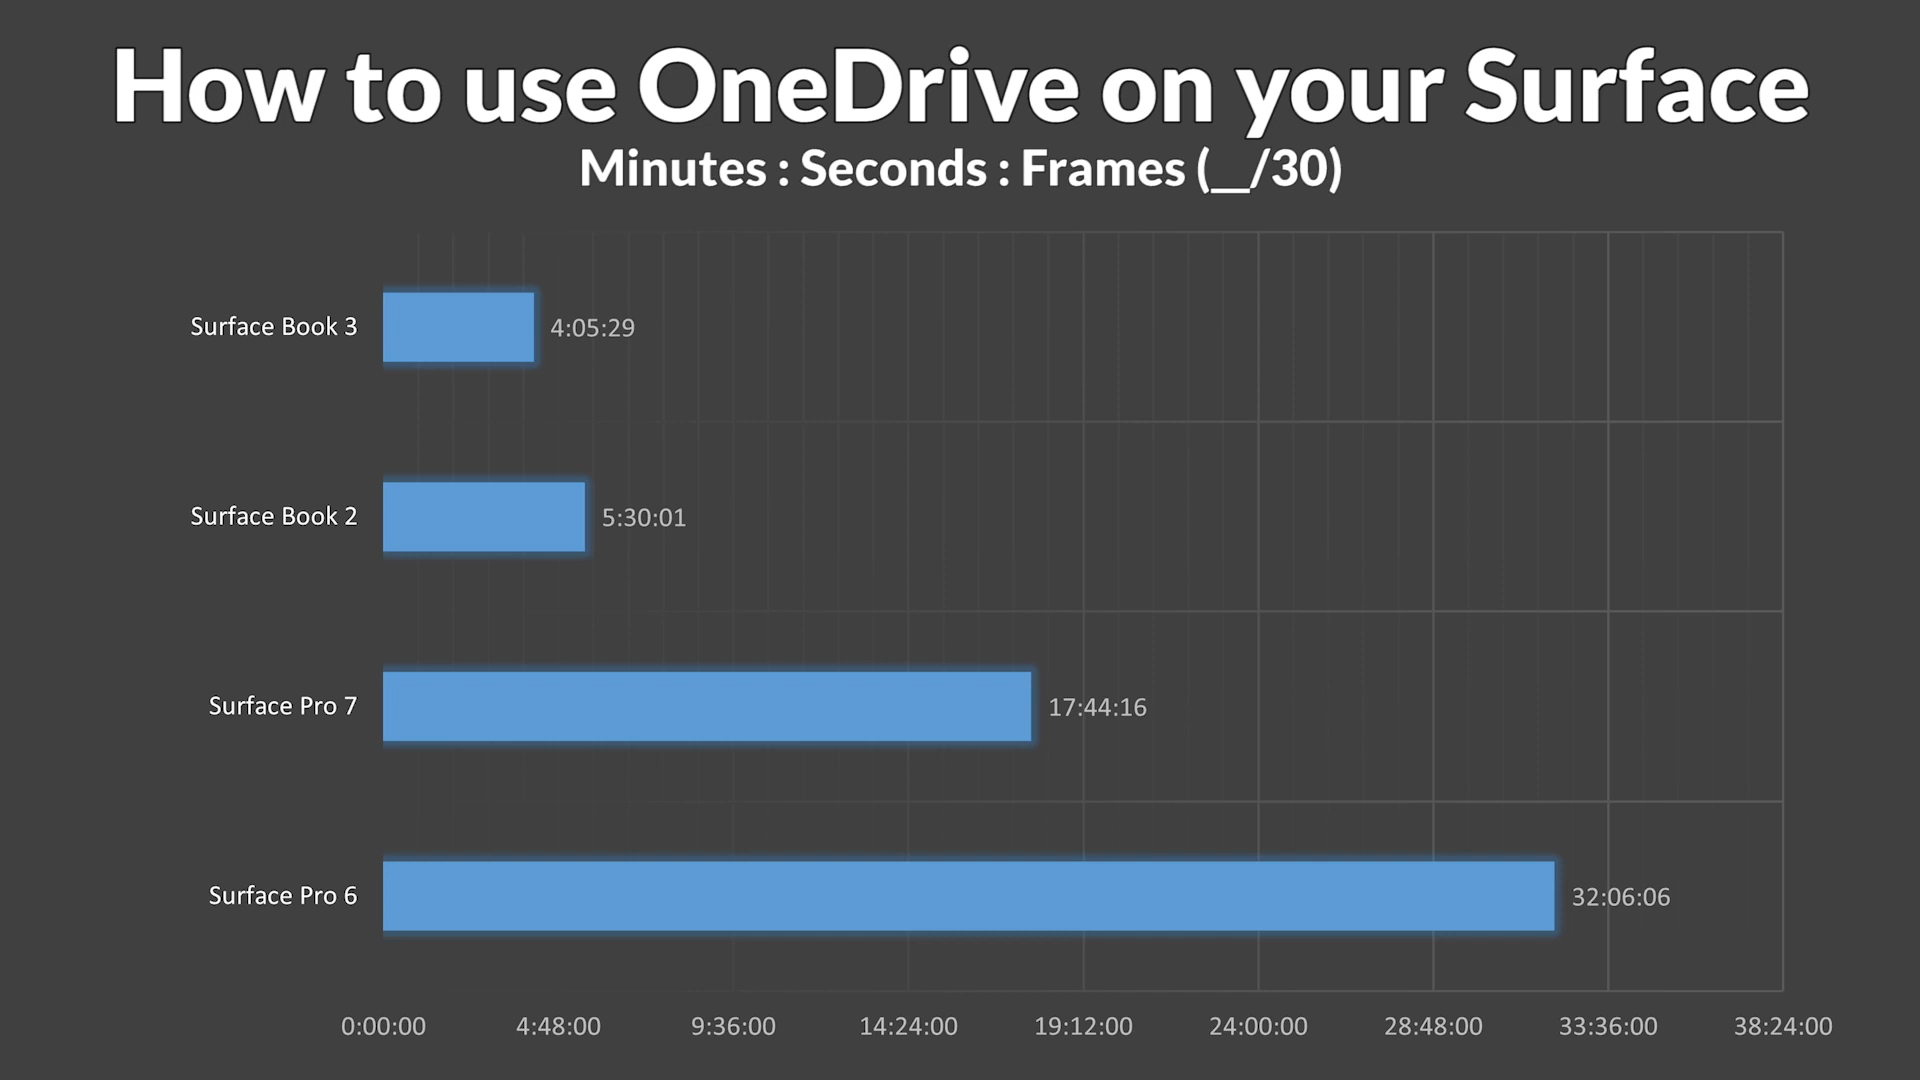 How to use OneDrive on your Surface
Minutes : Seconds : Frames (__/30)
Surface Book 3
4:05:29
Surface Book 2
5:30:01
Surface Pro 7
17:44:16
Surface Pro 6
32:06:06
0:00:00 4:48:00 9:36:00 14:24:00 19:12:00 24:00:00 28:48:00 33:36:00 38:24:00